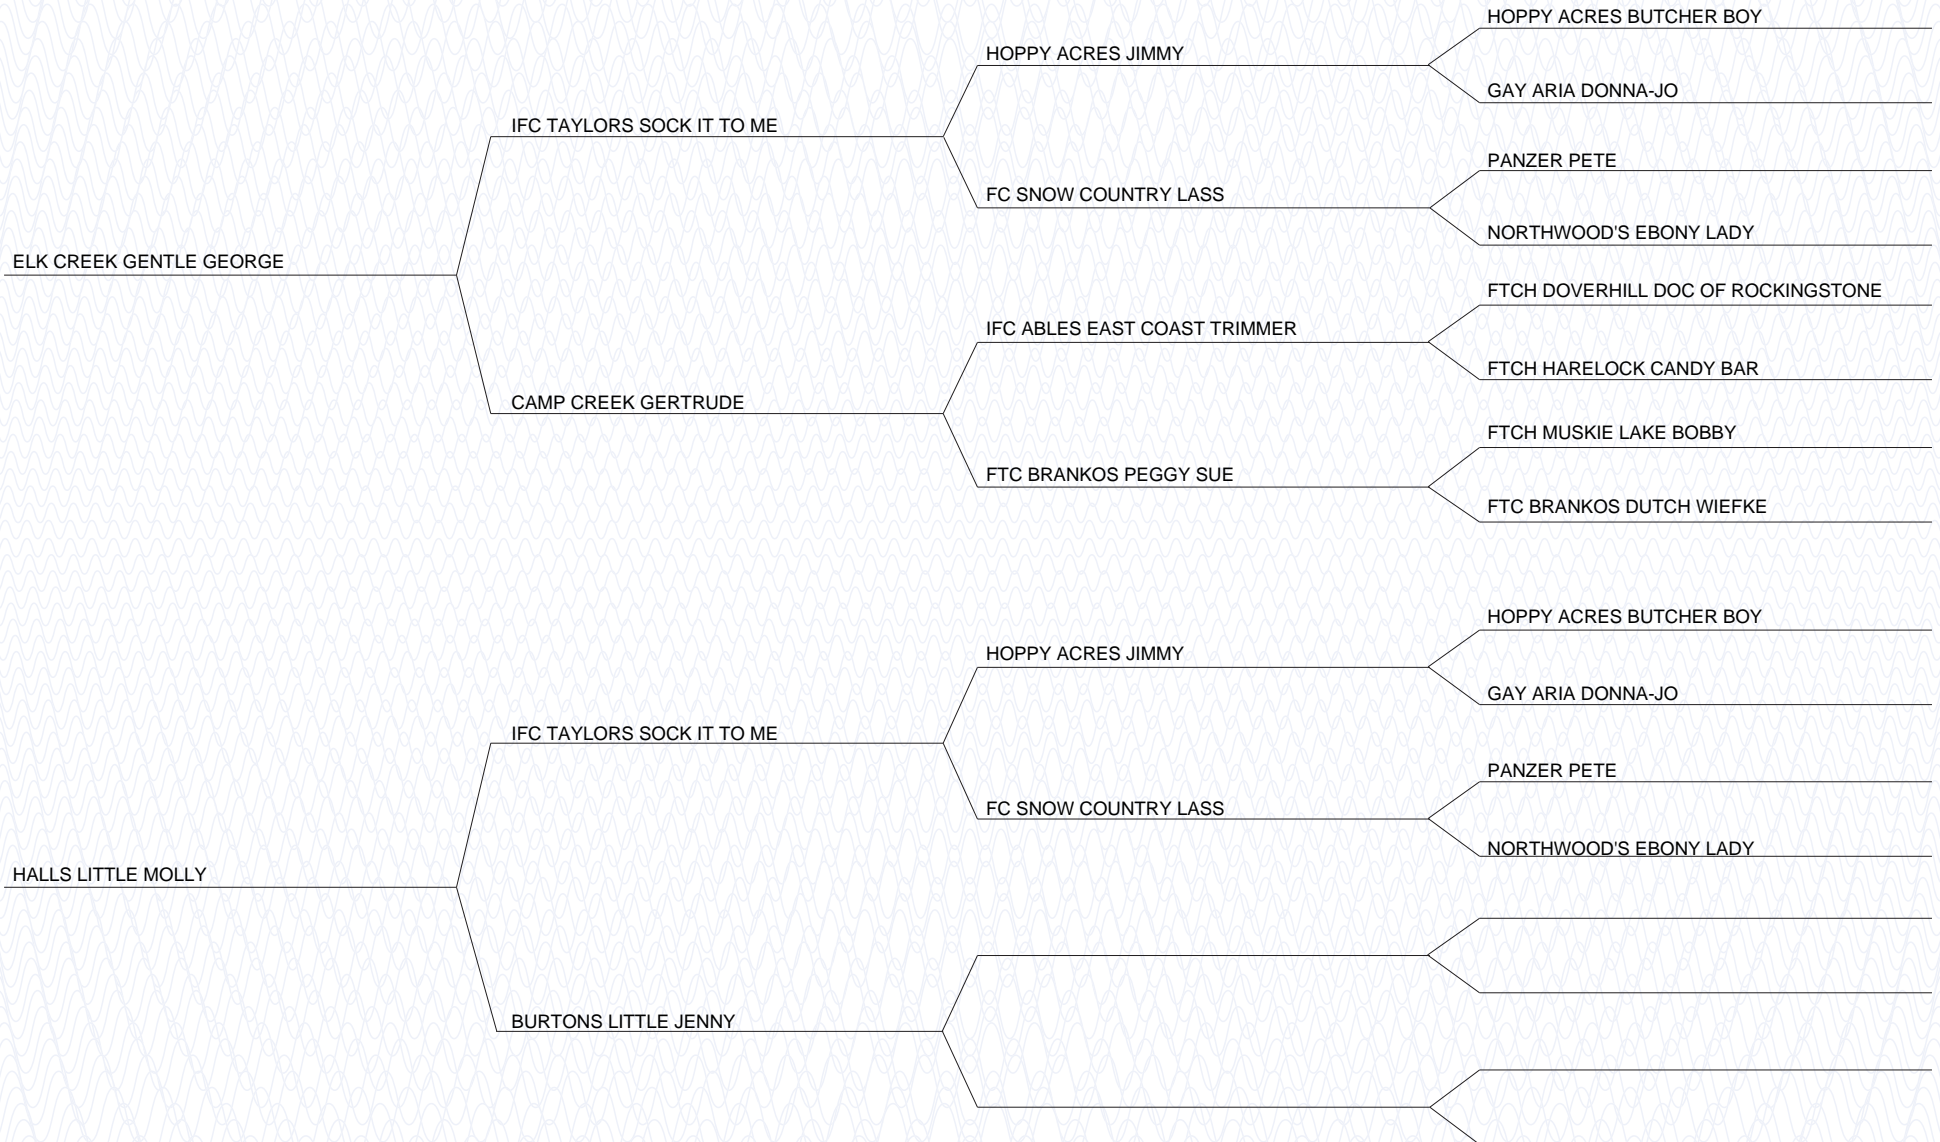 HOPPY ACRES BUTCHER BOY
HOPPY ACRES JIMMY
GAY ARIA DONNA-JO
IFC TAYLORS SOCK IT TO ME
PANZER PETE
FC SNOW COUNTRY LASS
NORTHWOOD'S EBONY LADY
ELK CREEK GENTLE GEORGE
FTCH DOVERHILL DOC OF ROCKINGSTONE
IFC ABLES EAST COAST TRIMMER
FTCH HARELOCK CANDY BAR
CAMP CREEK GERTRUDE
FTCH MUSKIE LAKE BOBBY
FTC BRANKOS PEGGY SUE
FTC BRANKOS DUTCH WIEFKE
HOPPY ACRES BUTCHER BOY
HOPPY ACRES JIMMY
GAY ARIA DONNA-JO
IFC TAYLORS SOCK IT TO ME
PANZER PETE
FC SNOW COUNTRY LASS
NORTHWOOD'S EBONY LADY
HALLS LITTLE MOLLY
BURTONS LITTLE JENNY